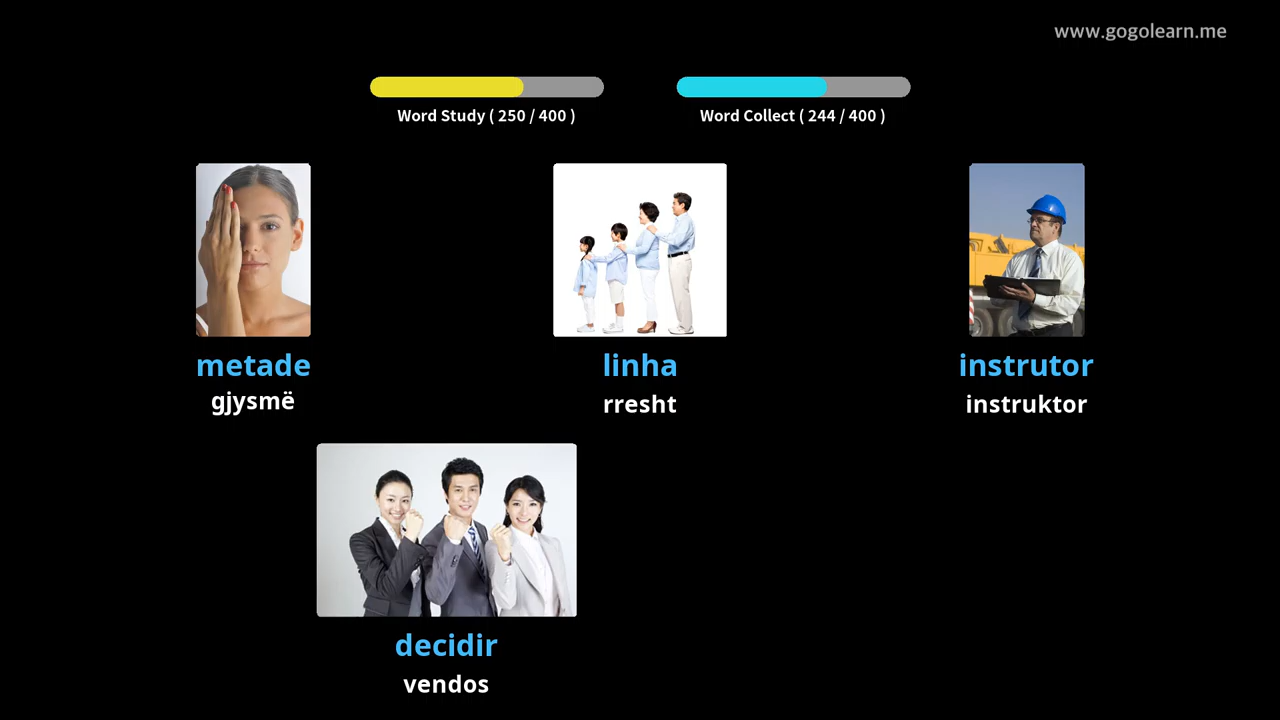 www.gogolearn.me
Word Study ( 250 / 400 )
Word Collect ( 244 / 400 )
metade
gjysmë
linha
rresht
instrutor
instruktor
decidir
vendos